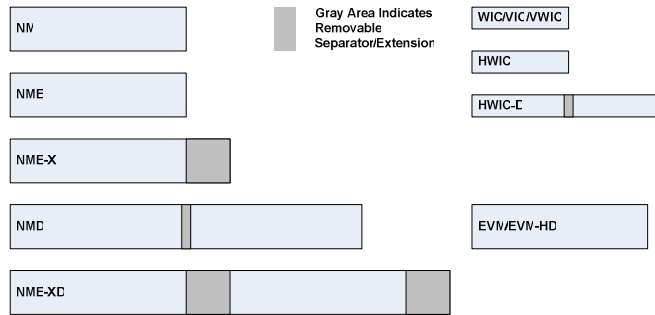 NM
Gray Area Indicates
Removable
Separator/Extension
WIC/VIC/VWIC
HWIC
NME
HWIC-D
NME-X
NMD
EVM/EVM-HD
NME-XD